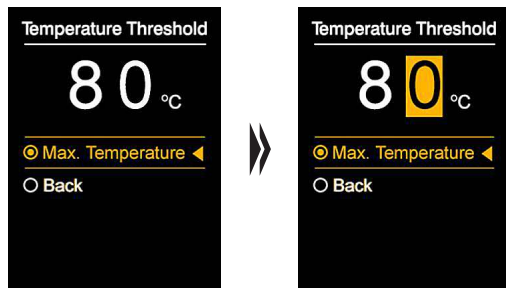 Temperature Threshold
80 °C
Max. Temperature
Back
Temperature Threshold
80 °C
Max. Temperature
Back